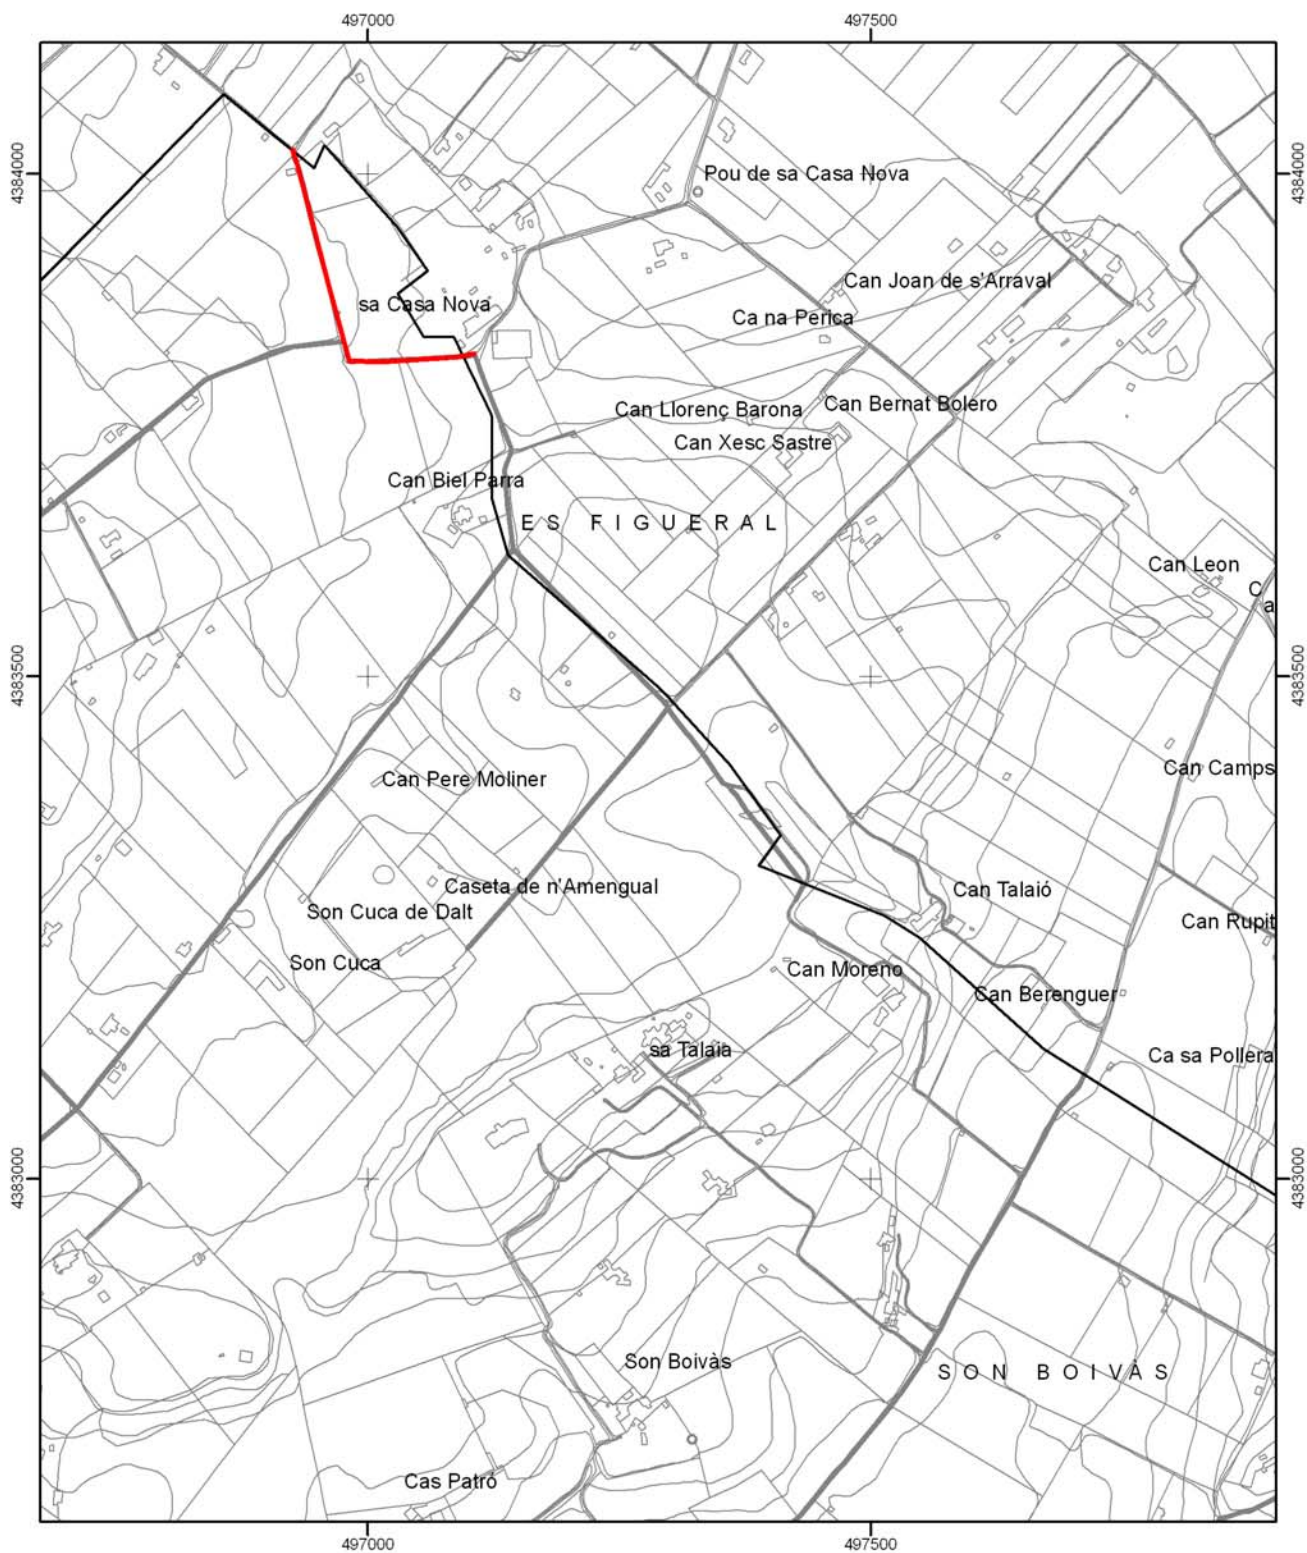 497000
497500
4384000
4384000
Pou de sa Casa Nova
Can Joan de s'Arraval
sa Casa Nova
Ca na Perica
Can Llorenç Barona
Can Bernat Bolero
Can Xesc Sastre
Can Biel Parra
ES FIGUERAL
Can Leon
C
a
4383500
4383500
Can Camps
Can Pere Moliner
Caseta de n'Amengual
Can Talaió
Son Cuca de Dalt
Can Rupit
Son Cuca
Can Moreno
Can Berenguer
sa Talaia
Ca sa Pollera
4383000
4383000
Son Boivàs
SON BOIVÀS
Cas Patró
497000
497500